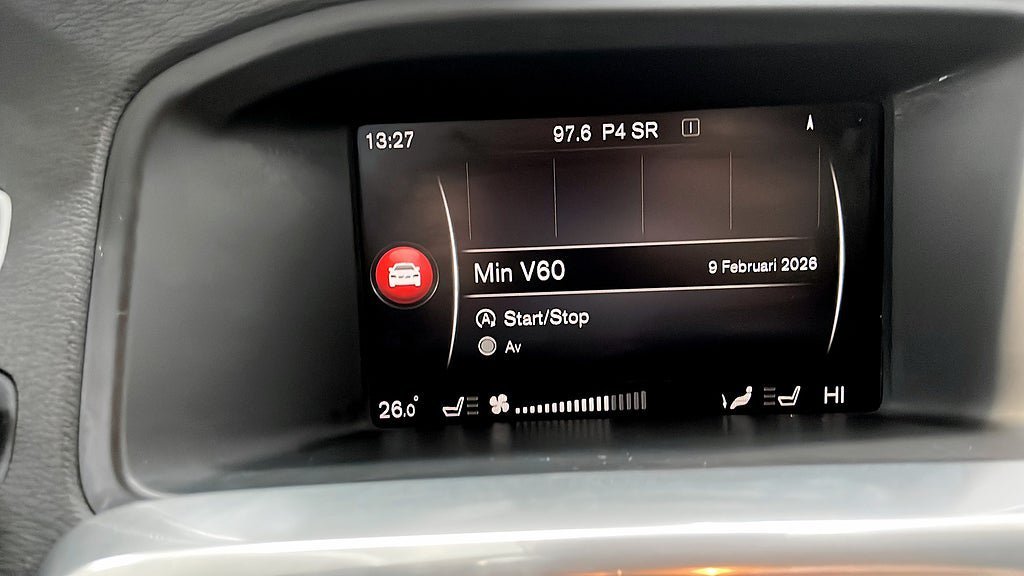 13:27 97.6 P4 SR I
Min V60 9 Februari 2026
A Start/Stop
Av
26.0° HI